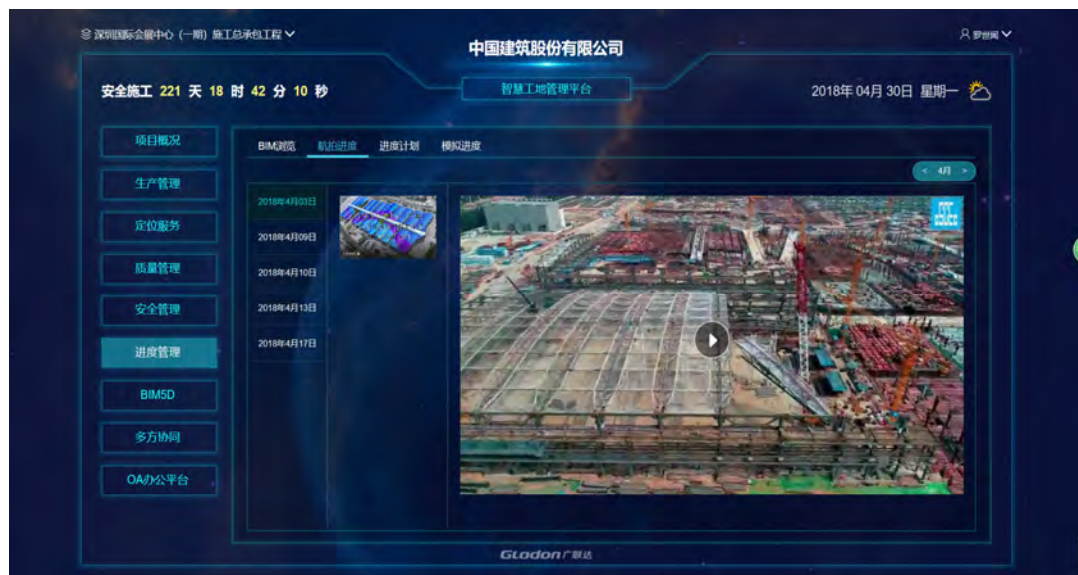 深圳国际会展中心 (一期) 施工总承包工程
罗世闻
中国建筑股份有限公司
智慧工地管理平台
安全施工 221 天 18 时 42 分 10 秒
2018年 04月 30日 星期一
项目概况
生产管理
定位服务
质量管理
安全管理
进度管理
BIM5D
多方协同
OA办公平台
BIM浏览 航拍进度 进度计划 模拟进度
< 4月 >
2018年4月03日
2018年4月09日
2018年4月10日
2018年4月13日
2018年4月17日
GLodon广联达